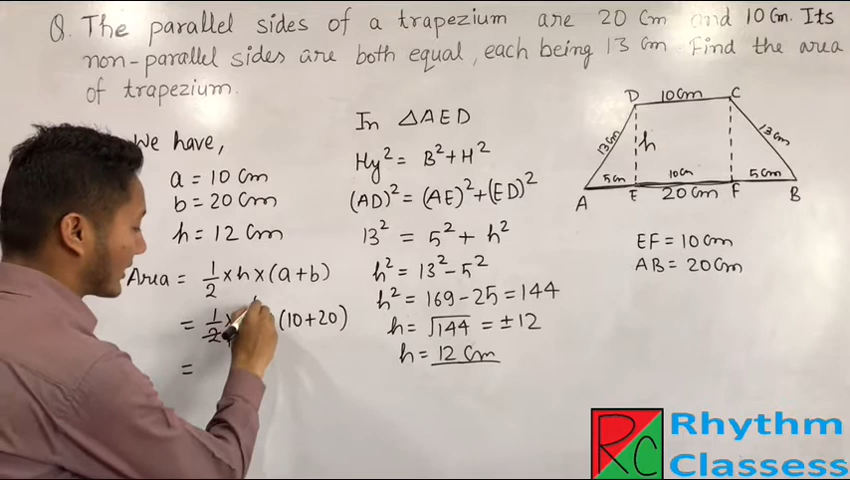 Q. The parallel sides of a trapezium are 20 cm and 10 cm. Its
non-parallel sides are both equal, each being 13 cm. Find the area
of trapezium.
We have,
a = 10 cm
b = 20 cm
h = 12 cm
Area = 1/2 × h × (a+b)
= 1/2 × (10+20)
=
In △AED
Hy² = B² + H²
(AD)² = (AE)² + (ED)²
13² = 5² + h²
h² = 13² - 5²
h² = 169 - 25 = 144
h = √144 = ±12
h = 12 cm
D 10cm C
13cm h 13cm
5cm 10cm 5cm
A E 20cm F B
EF = 10cm
AB = 20cm
RC
Rhythm
Classess